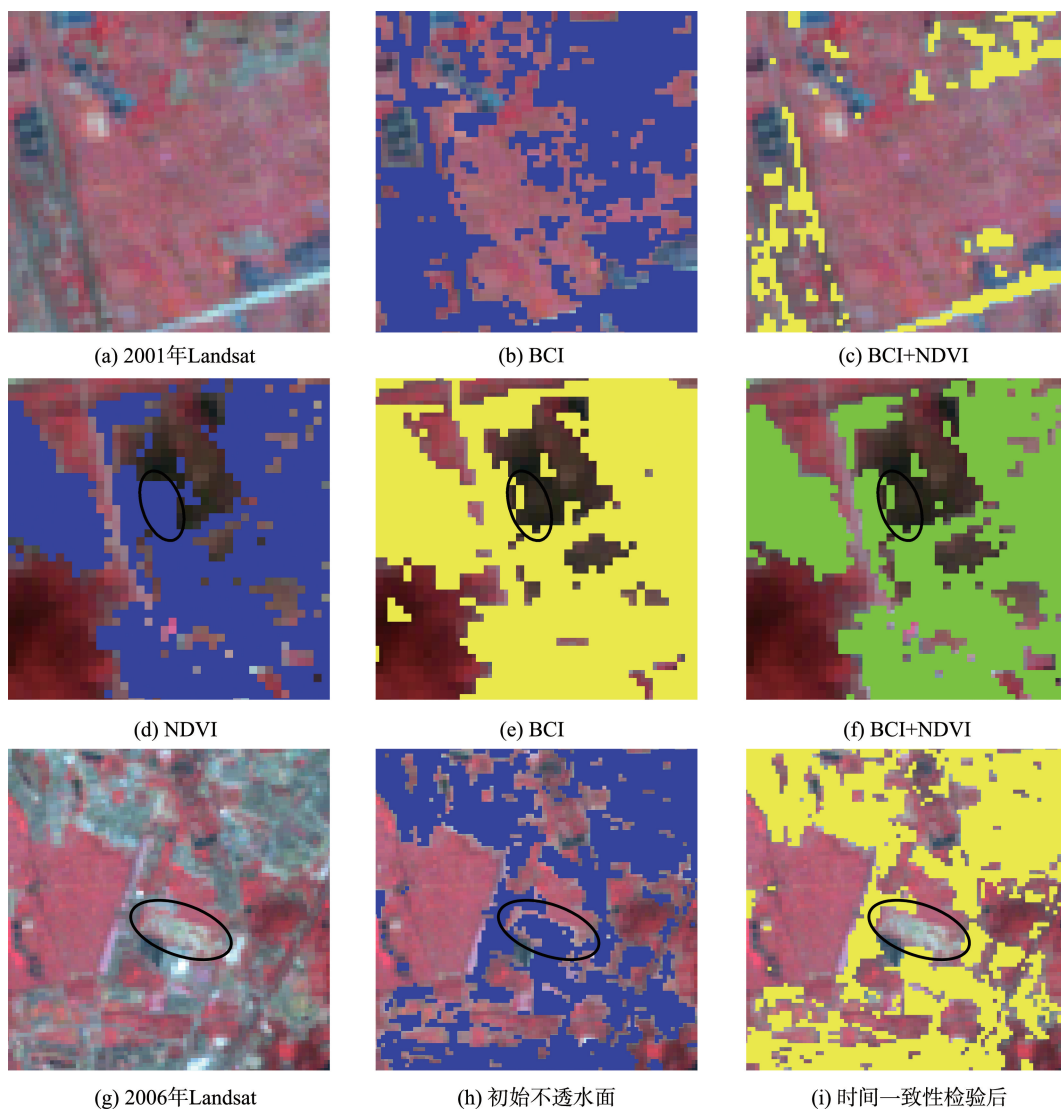 (a) 2001年Landsat
(b) BCI
(c) BCI+NDVI
(d) NDVI
(e) BCI
(f) BCI+NDVI
(g) 2006年Landsat
(h) 初始不透水面
(i) 时间一致性检验后